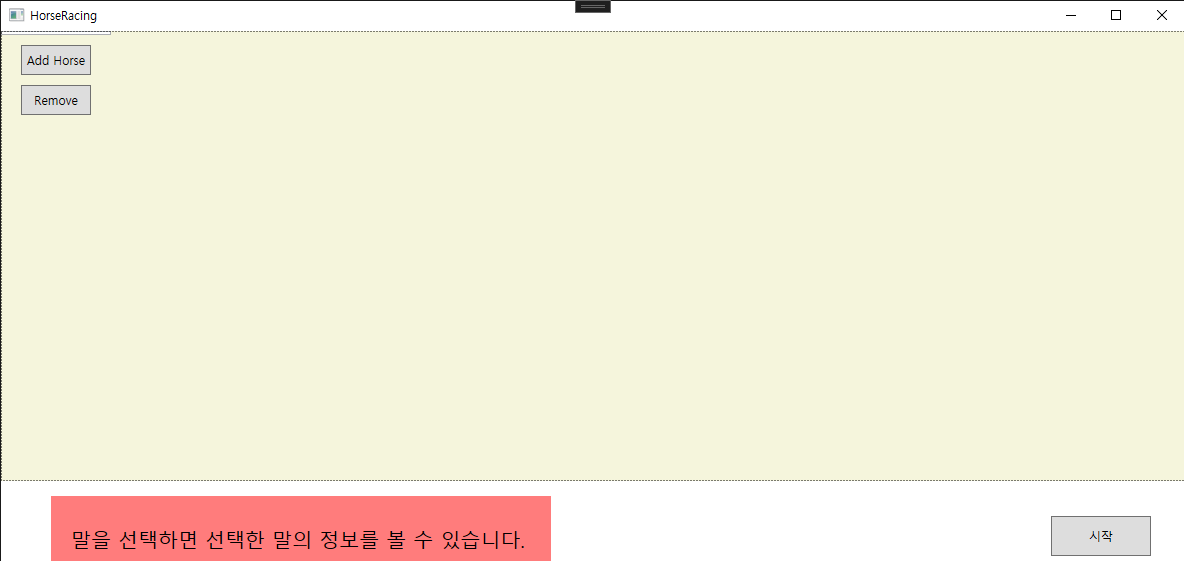 HorseRacing
Add Horse
Remove
말을 선택하면 선택한 말의 정보를 볼 수 있습니다.
시작